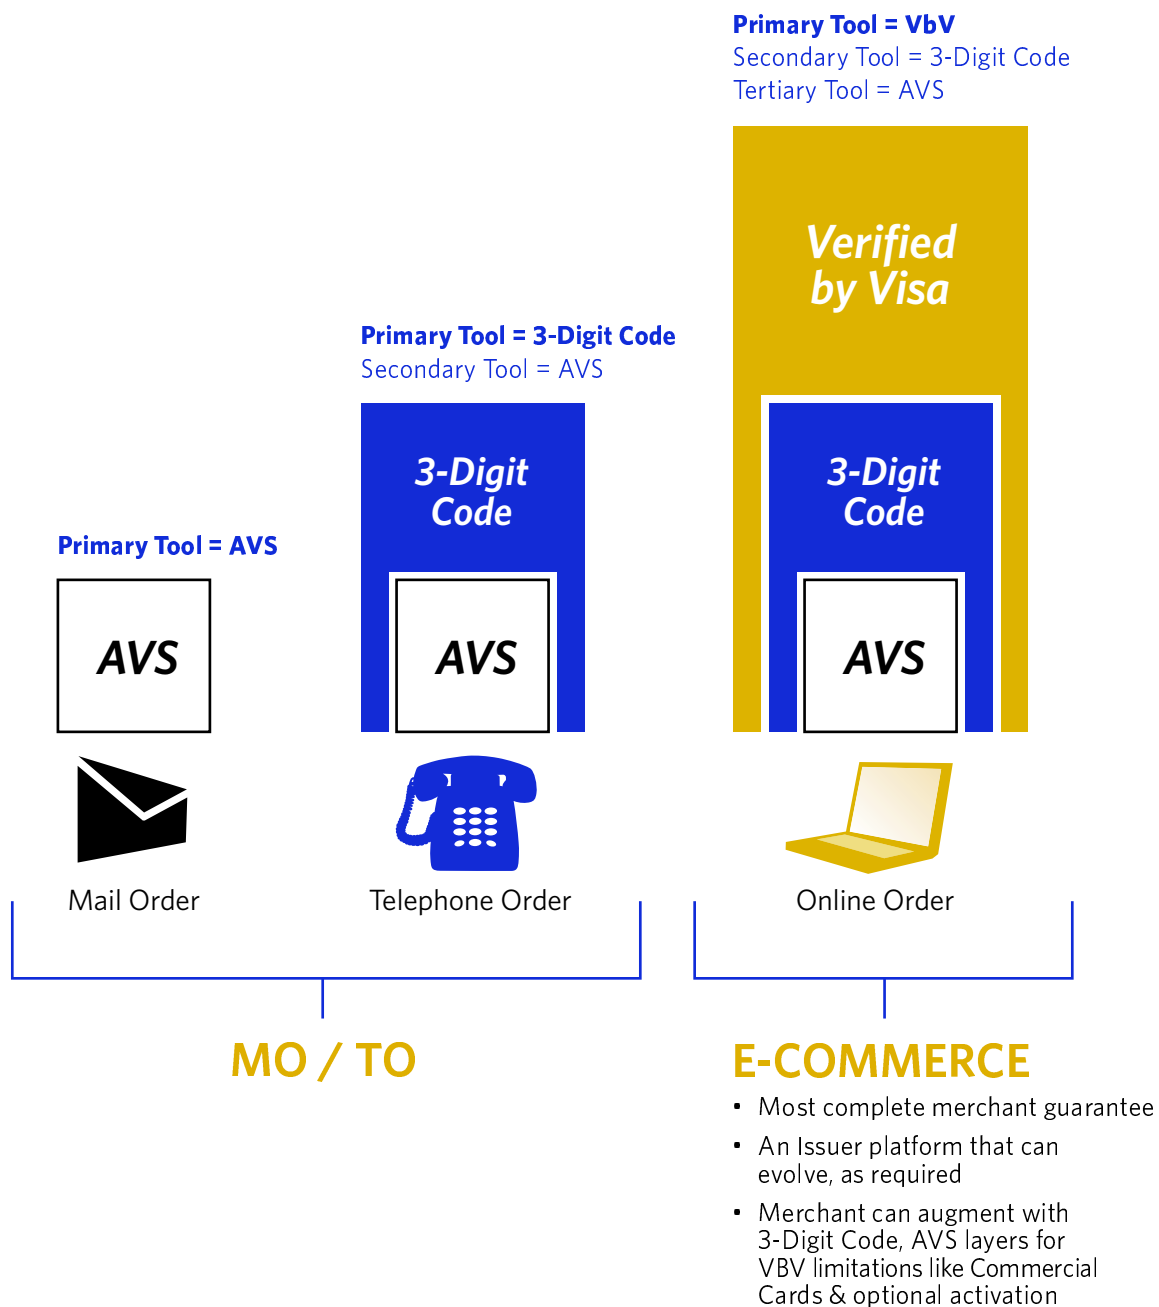 Primary Tool = VbV
Secondary Tool = 3-Digit Code
Tertiary Tool = AVS
Verified
by Visa
Primary Tool = 3-Digit Code
Secondary Tool = AVS
3-Digit
Code
3-Digit
Code
Primary Tool = AVS
AVS
AVS
AVS
Mail Order
Telephone Order
Online Order
MO / TO
E-COMMERCE
• Most complete merchant guarantee
• An Issuer platform that can
evolve, as required
• Merchant can augment with
3-Digit Code, AVS layers for
VBV limitations like Commercial
Cards & optional activation